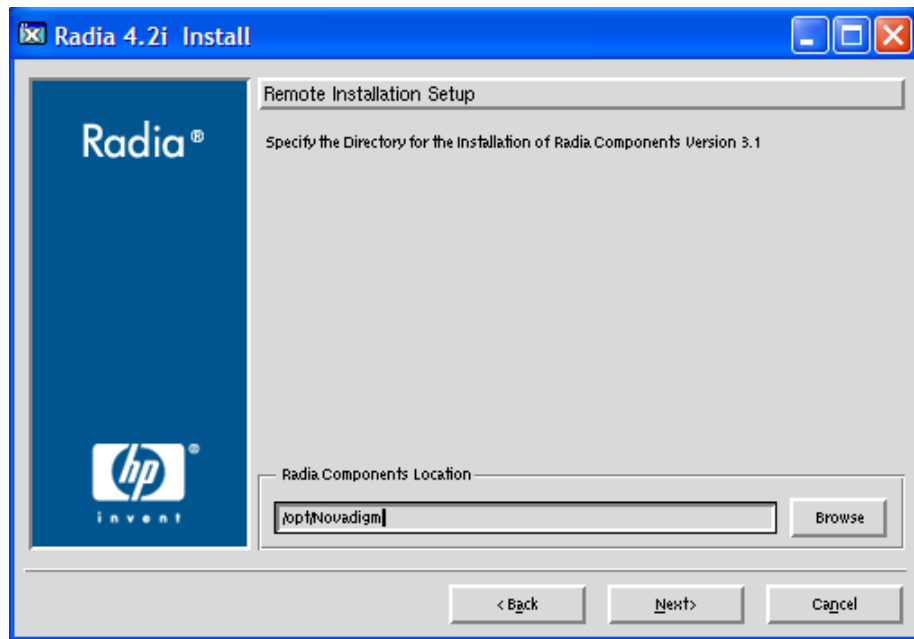 Radia 4.2i Install
Radia®
Remote Installation Setup
Specify the Directory for the Installation of Radia Components Version 3.1
hp®
invent
Radia Components Location
/opt/Novadigm
Browse
< Back
Next>
Cancel